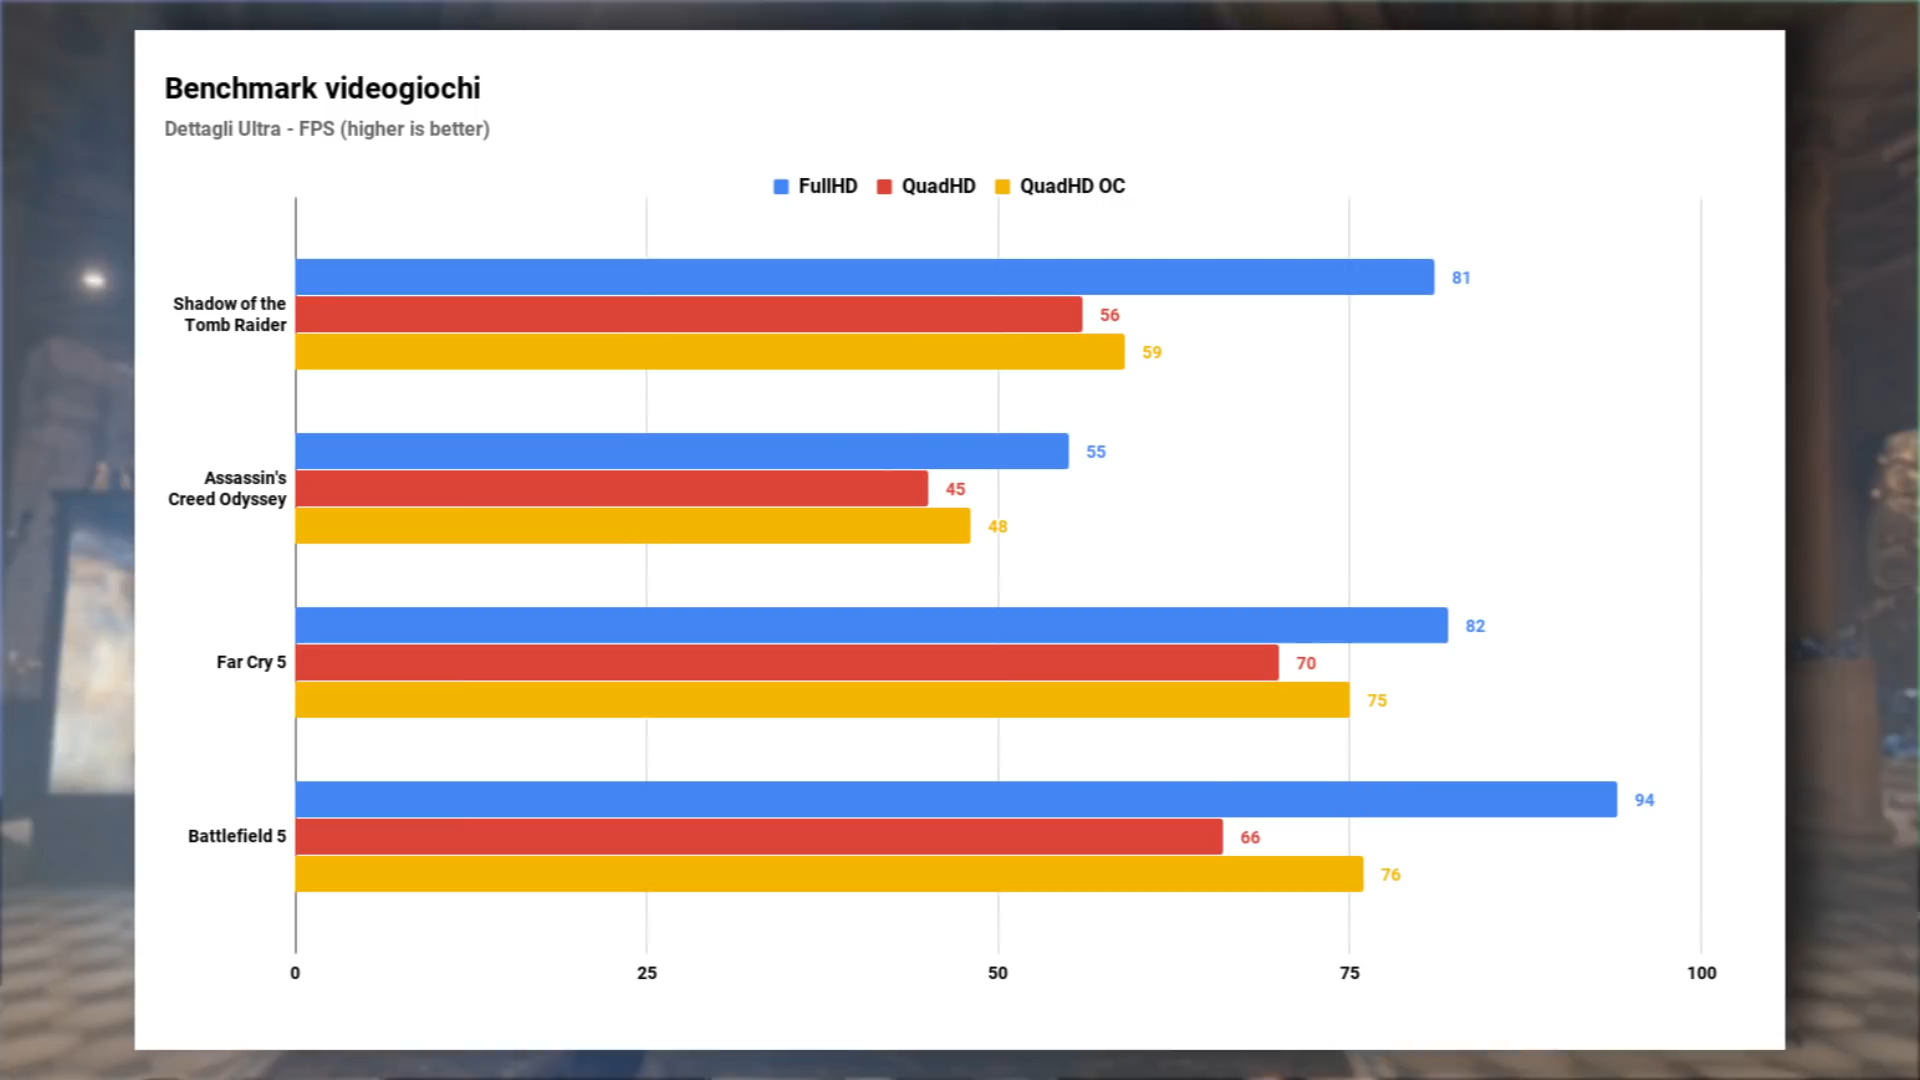 Benchmark videogiochi
Dettagli Ultra - FPS (higher is better)
FullHD QuadHD QuadHD OC
Shadow of the
Tomb Raider
81
56
59
Assassin's
Creed Odyssey
55
45
48
Far Cry 5
82
70
75
Battlefield 5
94
66
76
0 25 50 75 100